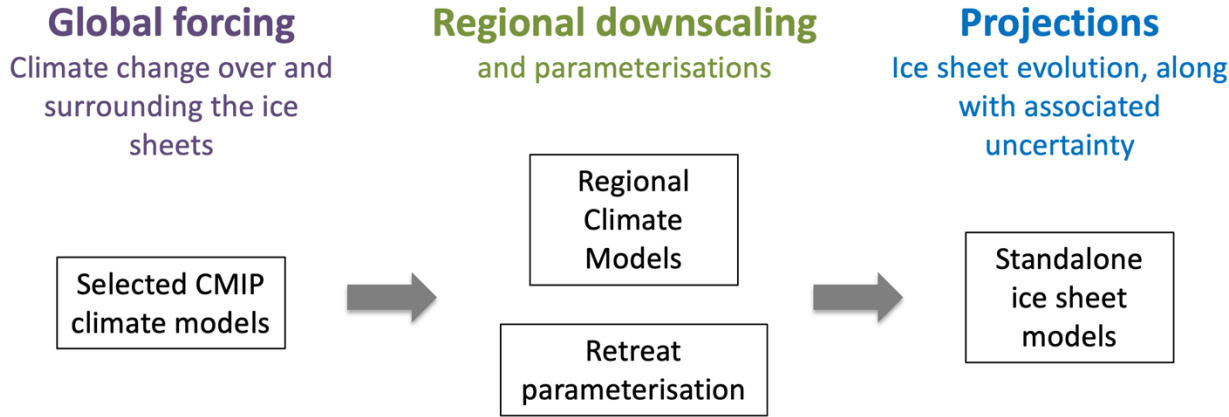 Global forcing
Climate change over and
surrounding the ice
sheets
Selected CMIP
climate models
Regional downscaling
and parameterisations
Regional
Climate
Models
Retreat
parameterisation
Projections
Ice sheet evolution, along
with associated
uncertainty
Standalone
ice sheet
models